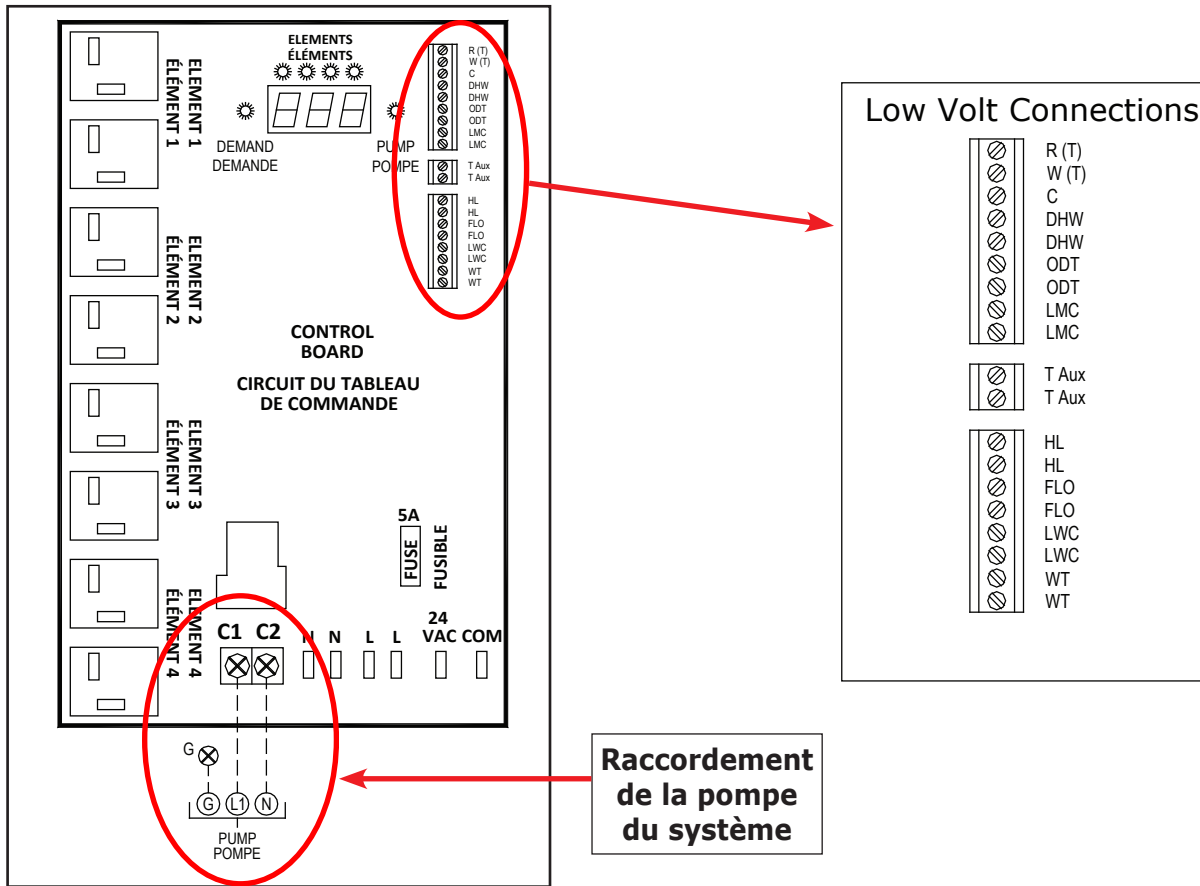 ELEMENT 1
ÉLÉMENT 1
ELEMENT 2
ÉLÉMENT 2
ELEMENT 3
ÉLÉMENT 3
ELEMENT 4
ÉLÉMENT 4
ELEMENTS
ÉLÉMENTS
DEMAND
DEMANDE
PUMP
POMPE
R (T)
W (T)
C
DHW
DHW
ODT
ODT
LMC
LMC
T Aux
T Aux
HL
HL
FLO
FLO
LWC
LWC
WT
WT
CONTROL
BOARD
CIRCUIT DU TABLEAU
DE COMMANDE
5A
FUSE
FUSIBLE
C1 C2
N N L L
24
VAC COM
G
G L1 N
PUMP
POMPE
Raccordement
de la pompe
du système
Low Volt Connections
R (T)
W (T)
C
DHW
DHW
ODT
ODT
LMC
LMC
T Aux
T Aux
HL
HL
FLO
FLO
LWC
LWC
WT
WT